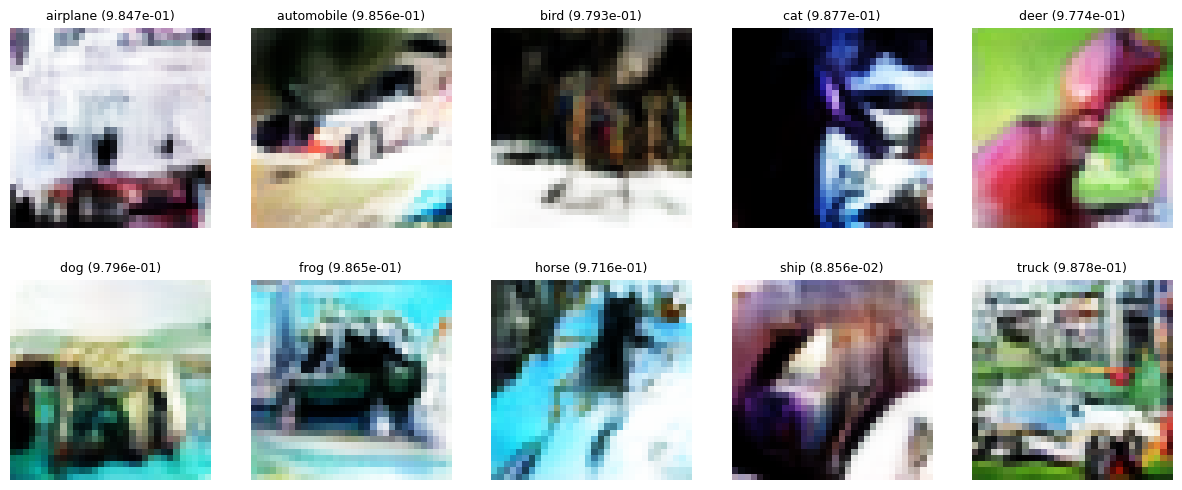 airplane (9.847e-01)
automobile (9.856e-01)
bird (9.793e-01)
cat (9.877e-01)
deer (9.774e-01)
dog (9.796e-01)
frog (9.865e-01)
horse (9.716e-01)
ship (8.856e-02)
truck (9.878e-01)